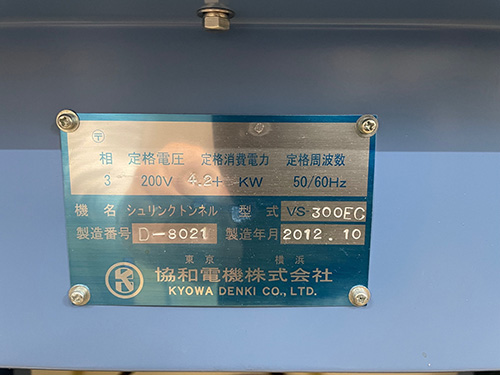 〒
相 定格電圧 定格消費電力 定格周波数
3 200V 4.2+ KW 50/60Hz
機名 シュリンクトンネル 型式 VS-300EC
製造番号 D-8021 製造年月 2012.10
東京 横浜
協和電機株式会社
KYOWA DENKI CO., LTD.